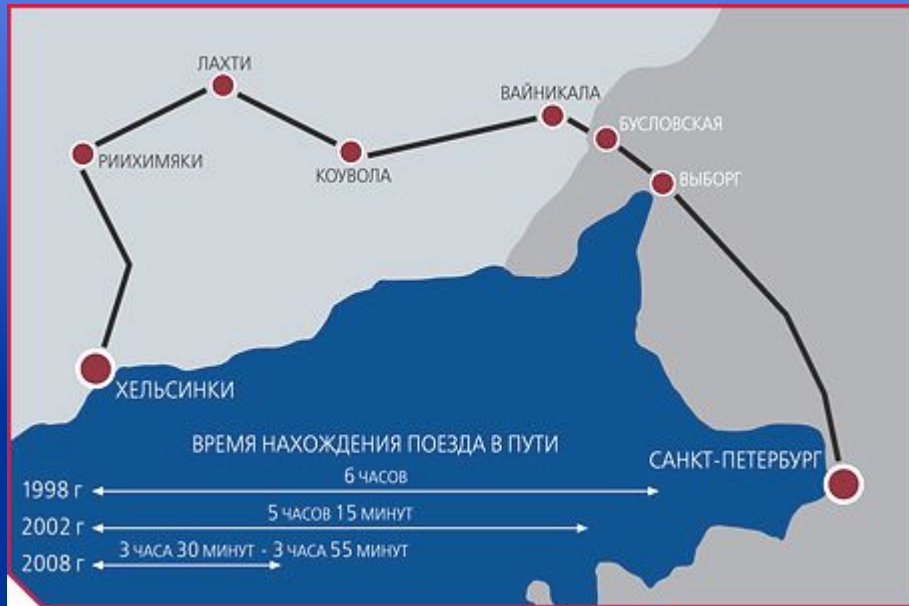 ЛАХТИ
ВАЙНИКАЛА
БУСЛОВСКАЯ
РИИХИМЯКИ
КОУВОЛА
ВЫБОРГ
ХЕЛЬСИНКИ
ВРЕМЯ НАХОЖДЕНИЯ ПОЕЗДА В ПУТИ
САНКТ-ПЕТЕРБУРГ
1998 г 6 ЧАСОВ
2002 г 5 ЧАСОВ 15 МИНУТ
2008 г 3 ЧАСА 30 МИНУТ - 3 ЧАСА 55 МИНУТ